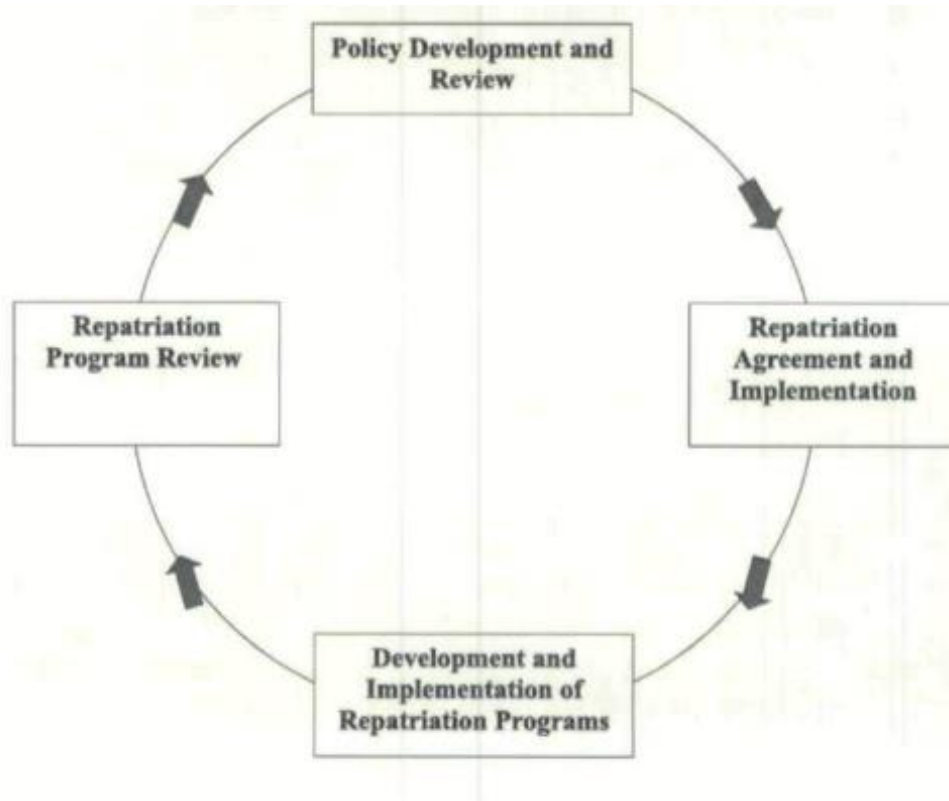 Policy Development and
Review
Repatriation
Program Review
Repatriation
Agreement and
Implementation
Development and
Implementation of
Repatriation Programs